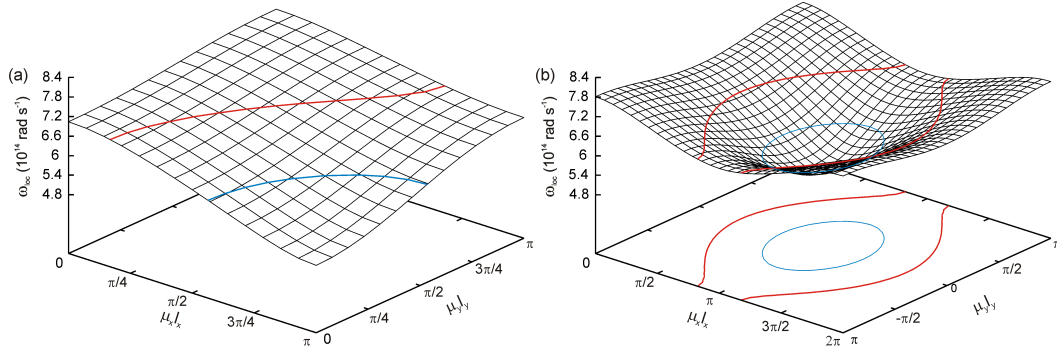 (a)
8.4
7.8
7.2
6.6
6
5.4
4.8
ω_loc (10^14 rad s^-1)
0
π/4
π/2
3π/4
π
μ_x l_x
0
π/4
π/2
3π/4
π
μ_y l_y
(b)
8.4
7.8
7.2
6.6
6
5.4
4.8
ω_loc (10^14 rad s^-1)
0
π/2
π
3π/2
2π
μ_x l_x
π
-π/2
0
π/2
π
μ_y l_y